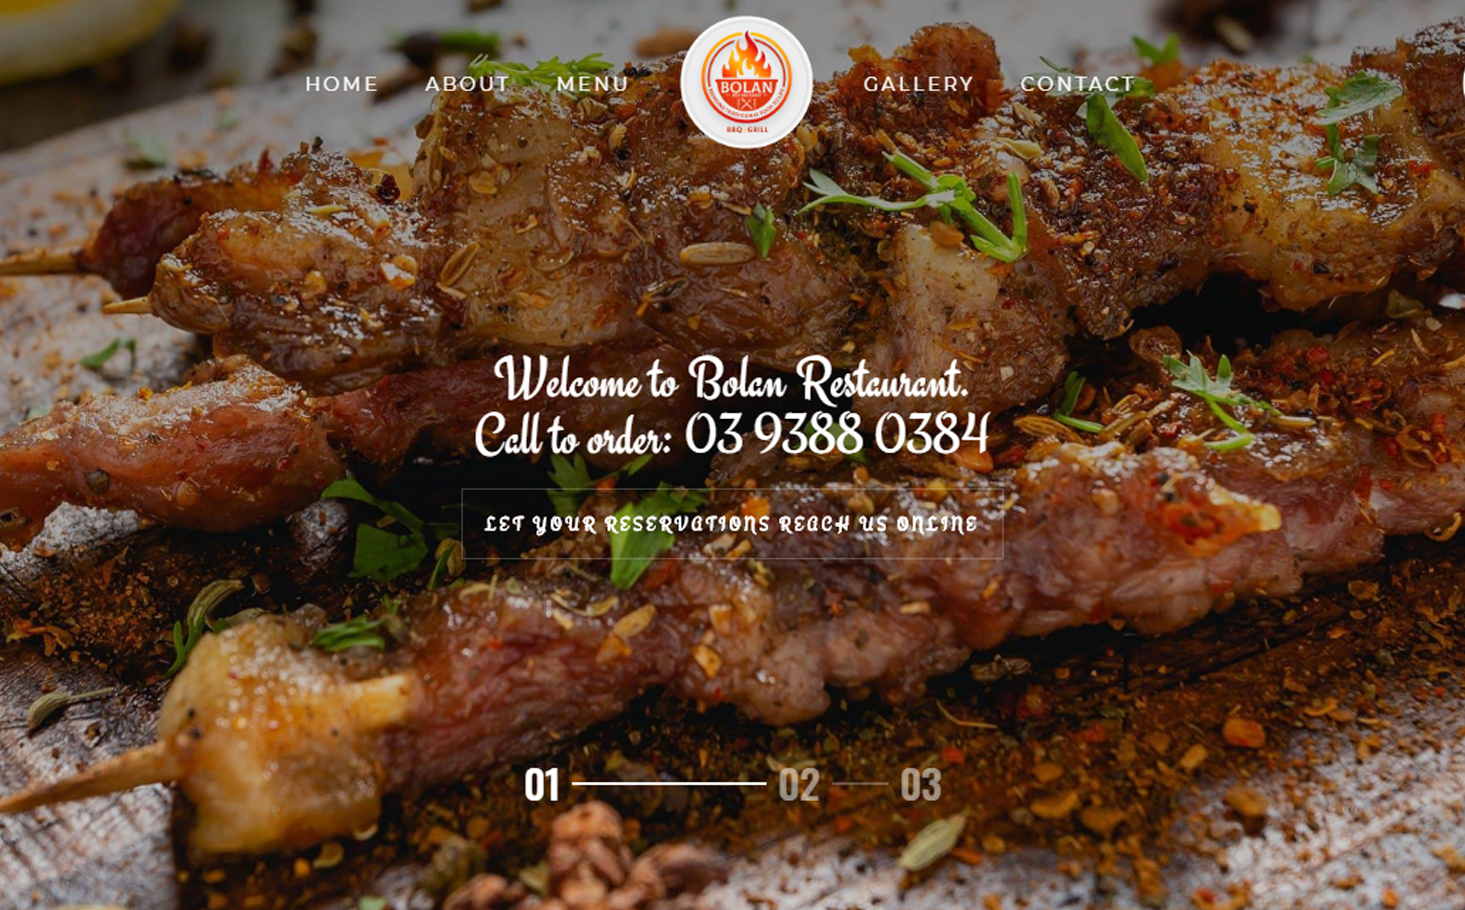 HOME ABOUT MENU GALLERY CONTACT
BOLAN
RESTAURANT
BBQ - GRILL
Welcome to Bolan Restaurant.
Call to order: 03 9388 0384
LET YOUR RESERVATIONS REACH US ONLINE
01 02 03